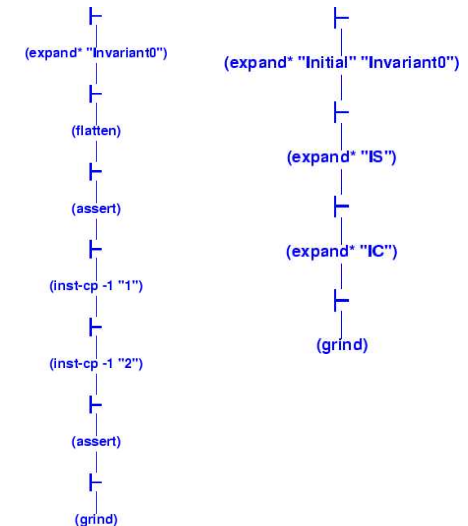 (expand* "Invariant0")
(flatten)
(assert)
(inst-cp -1 "1")
(inst-cp -1 "2")
(assert)
(grind)
(expand* "Initial" "Invariant0")
(expand* "IS")
(expand* "IC")
(grind)